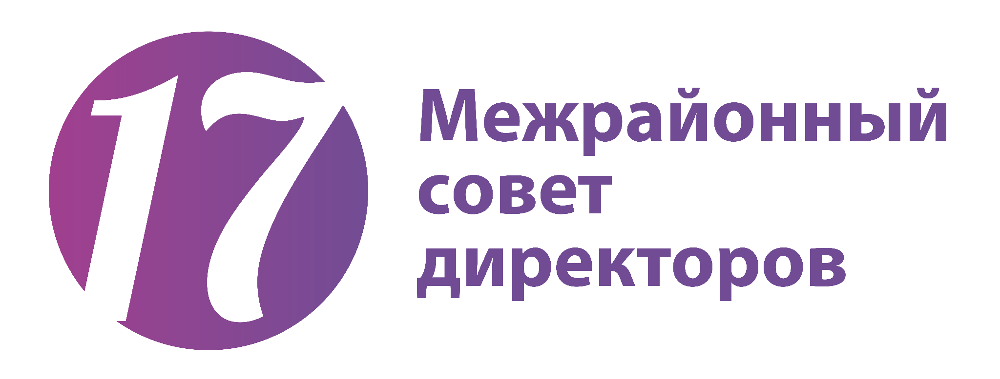 17
Межрайонный
совет
директоров